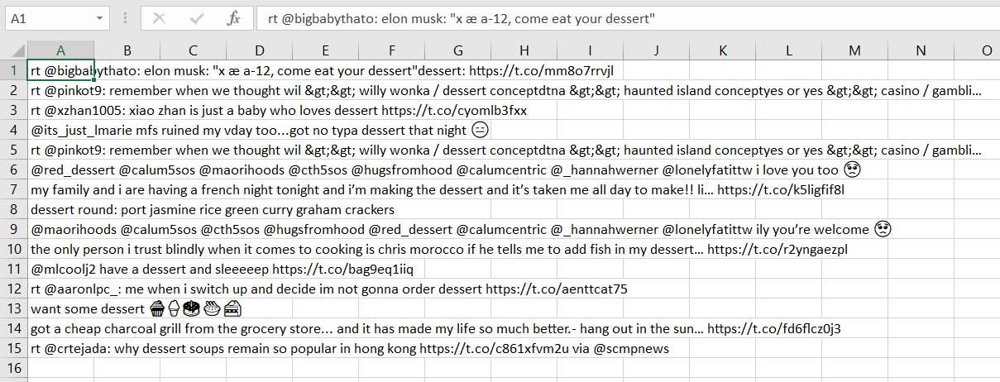 A1 fx rt @bigbabythato: elon musk: "x æ a-12, come eat your dessert"
A B C D E F G H I J K L M N O
1 rt @bigbabythato: elon musk: "x æ a-12, come eat your dessert"dessert: https://t.co/mm8o7rrvjl
2 rt @pinkot9: remember when we thought wil &gt;&gt; willy wonka / dessert conceptdtna &gt;&gt; haunted island conceptyes or yes &gt;&gt; casino / gambli…
3 rt @xzhan1005: xiao zhan is just a baby who loves dessert https://t.co/cyomlb3fxx
4 @its_just_lmarie mfs ruined my vday too...got no typa dessert that night 😑
5 rt @pinkot9: remember when we thought wil &gt;&gt; willy wonka / dessert conceptdtna &gt;&gt; haunted island conceptyes or yes &gt;&gt; casino / gambli…
6 @red_dessert @calum5sos @maorihoods @cth5sos @hugsfromhood @calumcentric @_hannahwerner @lonelyfatittw i love you too 🥺
7 my family and i are having a french night tonight and i’m making the dessert and it’s taken me all day to make!! li… https://t.co/k5ligfif8l
8 dessert round: port jasmine rice green curry graham crackers
9 @maorihoods @calum5sos @cth5sos @hugsfromhood @red_dessert @calumcentric @_hannahwerner @lonelyfatittw ily you’re welcome 🥺
10 the only person i trust blindly when it comes to cooking is chris morocco if he tells me to add fish in my dessert… https://t.co/r2yngaezpl
11 @mlcoolj2 have a dessert and sleeeeep https://t.co/bag9eq1iiq
12 rt @aaronlpc_: me when i switch up and decide im not gonna order dessert https://t.co/aenttcat75
13 want some dessert 🧁🍦🎂🍰
14 got a cheap charcoal grill from the grocery store... and it has made my life so much better.- hang out in the sun… https://t.co/fd6flcz0j3
15 rt @crtejada: why dessert soups remain so popular in hong kong https://t.co/c861xfvm2u via @scmpnews
16